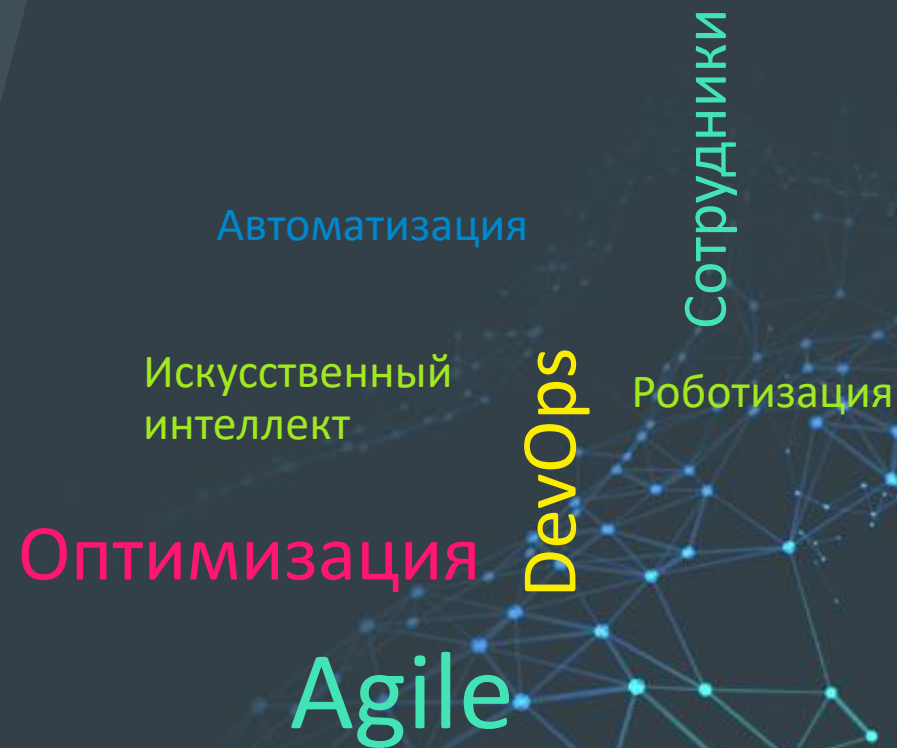 Сотрудники
Автоматизация
Искусственный
интеллект
DevOps
Роботизация
Оптимизация
Agile